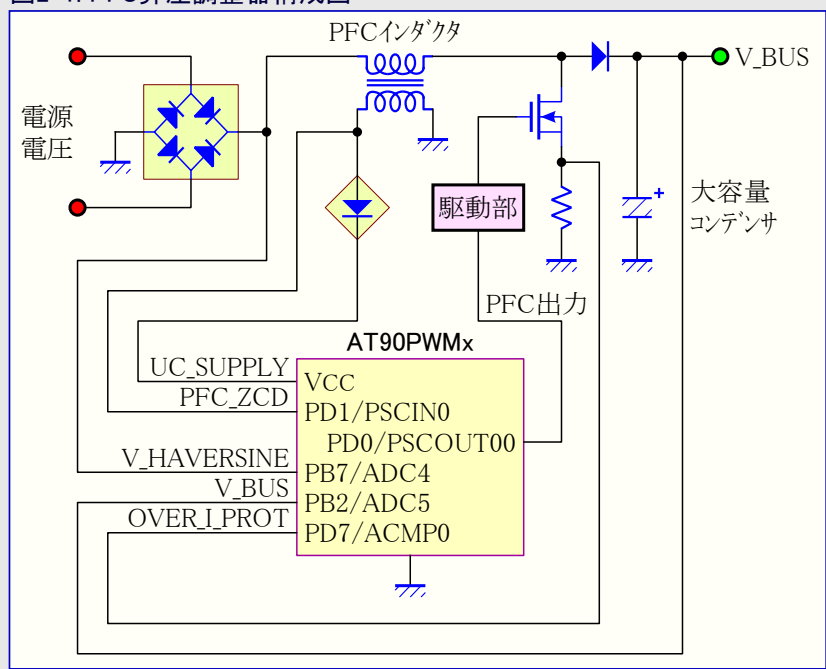 PFCインダクタ
V_BUS
電源
電圧
駆動部
大容量
コンデンサ
PFC出力
AT90PWMx
UC_SUPPLY
VCC
PFC_ZCD
PD1/PSCIN0
PD0/PSCOUT00
V_HAVERSINE
PB7/ADC4
V_BUS
PB2/ADC5
OVER_I_PROT
PD7/ACMP0
+